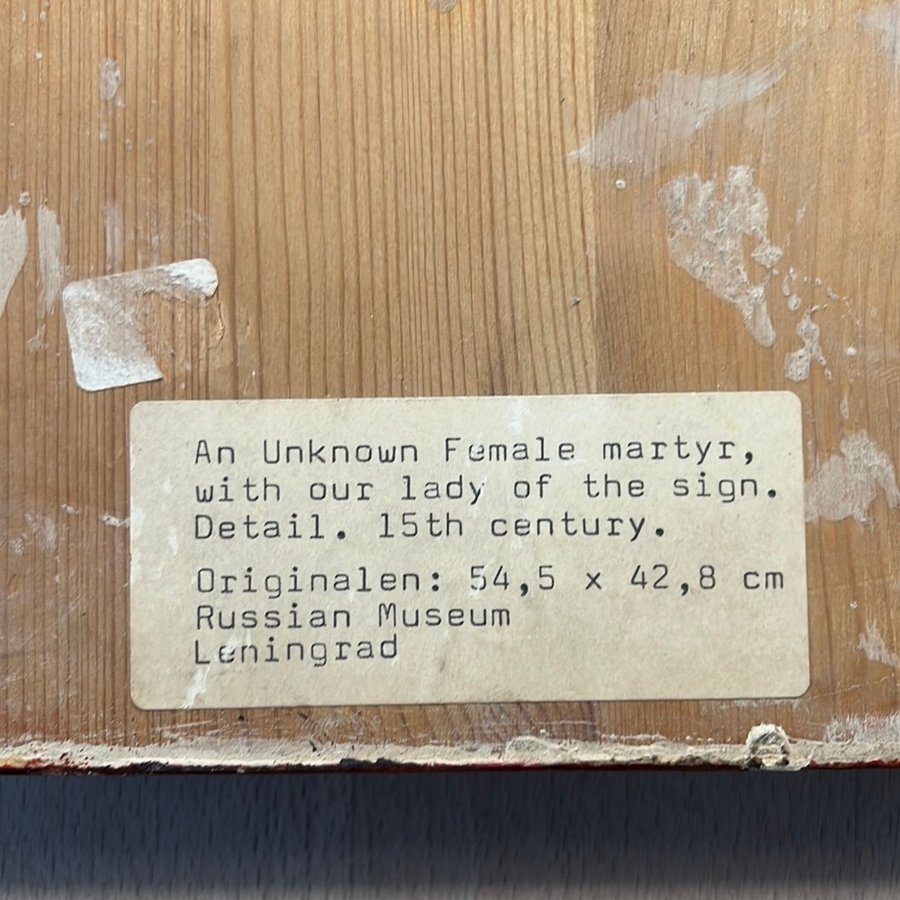 An Unknown Female martyr,
with our lady of the sign.
Detail. 15th century.
Originalen: 54,5 x 42,8 cm
Russian Museum
Leningrad